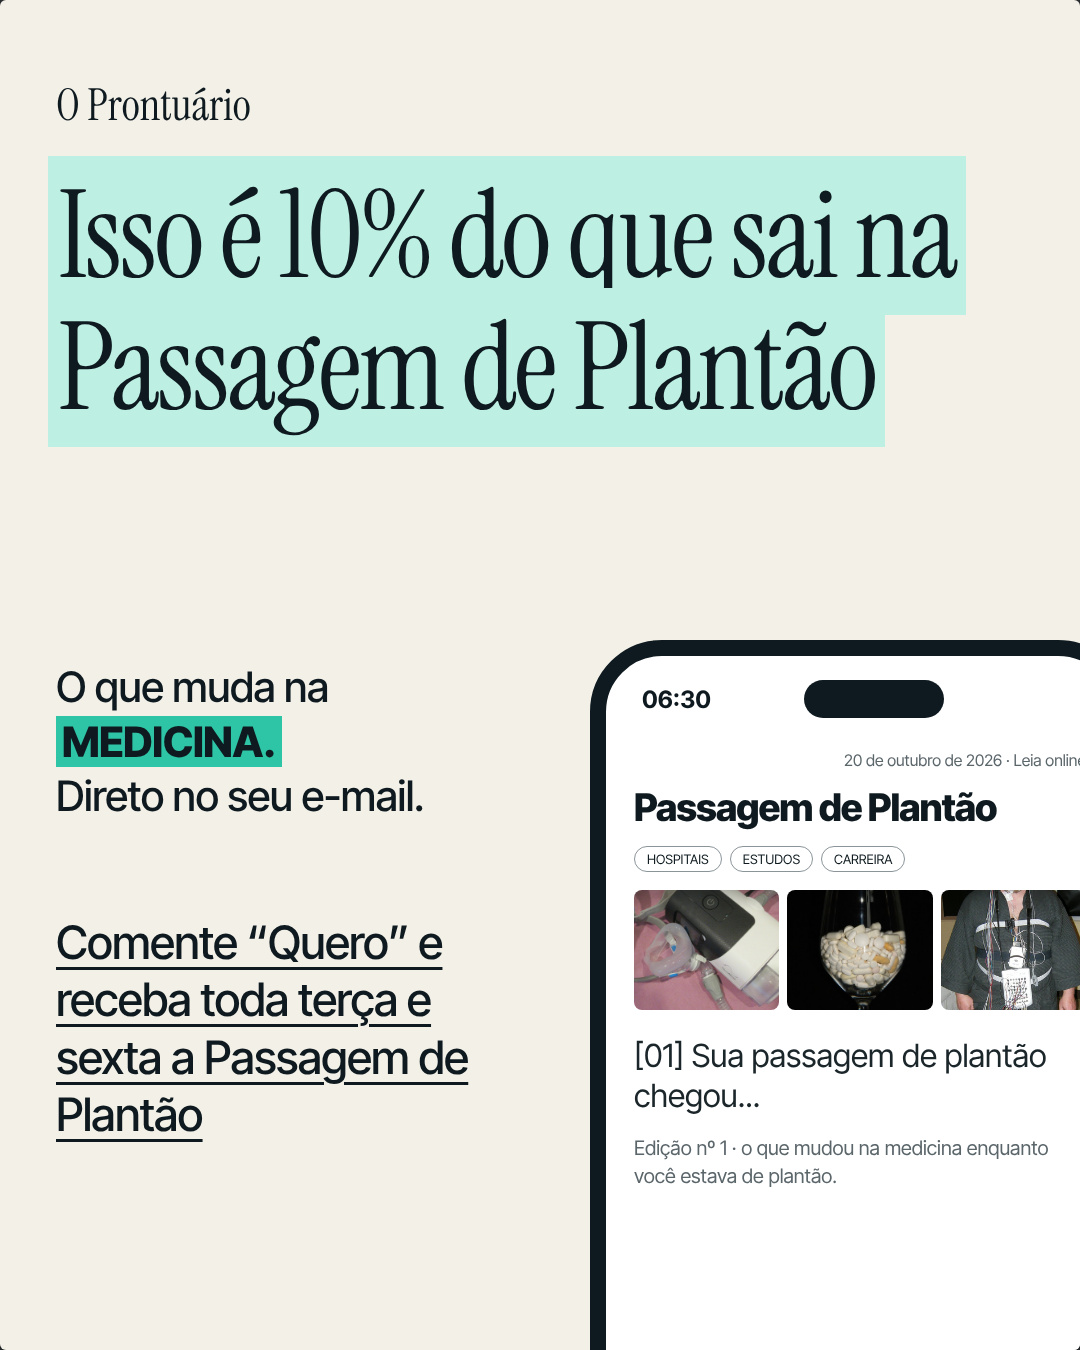 O Prontuário
Isso é 10% do que sai na
Passagem de Plantão
O que muda na
MEDICINA.
Direto no seu e-mail.
Comente “Quero” e
receba toda terça e
sexta a Passagem de
Plantão
06:30
20 de outubro de 2026 · Leia online
Passagem de Plantão
HOSPITAIS
ESTUDOS
CARREIRA
[01] Sua passagem de plantão
chegou...
Edição nº 1 · o que mudou na medicina enquanto
você estava de plantão.